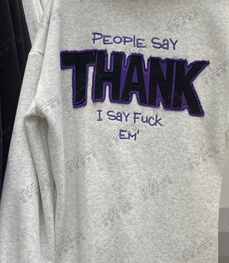 PEOPLE SAY
THANK
I SAY FUCK
EM'